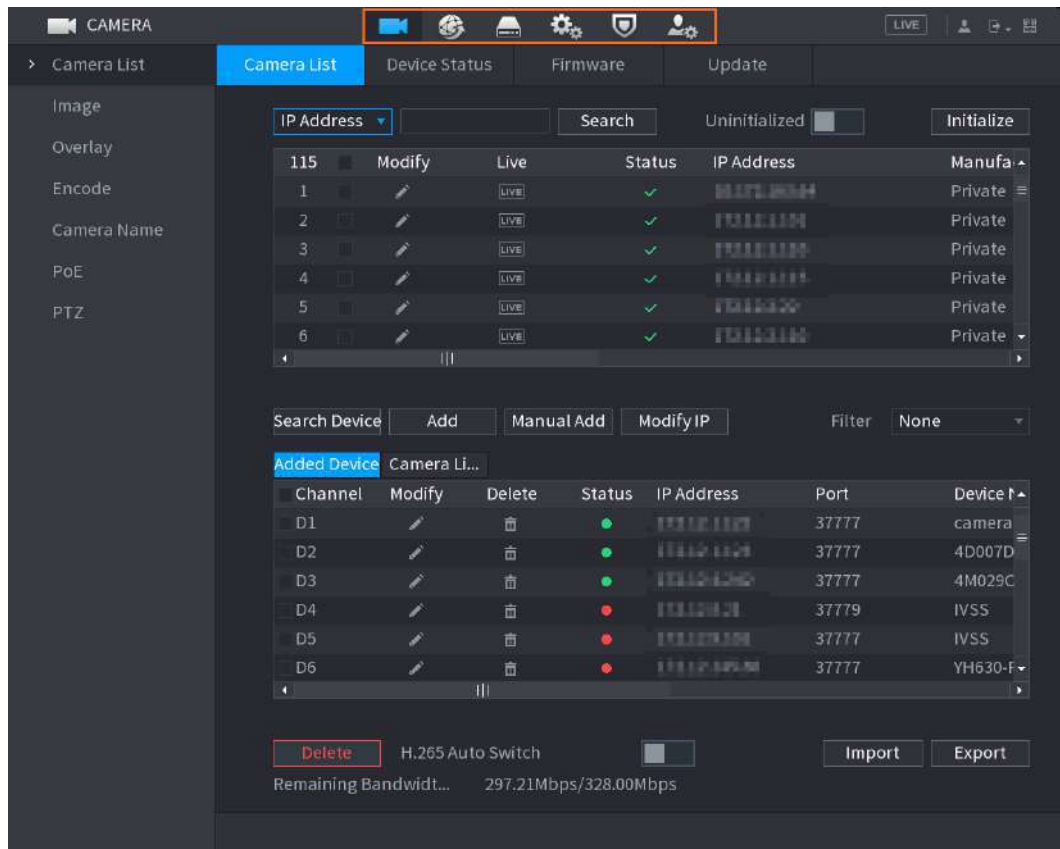 CAMERA LIVE
Camera List
Image
Overlay
Encode
Camera Name
PoE
PTZ
Camera List Device Status Firmware Update
IP Address Search Uninitialized Initialize
115 Modify Live Status IP Address Manufa
1 LIVE Private
2 LIVE Private
3 LIVE Private
4 LIVE Private
5 LIVE Private
6 LIVE Private
Search Device Add Manual Add Modify IP Filter None
Added Device Camera Li...
Channel Modify Delete Status IP Address Port Device N
D1 37777 camera
D2 37777 4D007D
D3 37777 4M029C
D4 37779 IVSS
D5 37777 IVSS
D6 37777 YH630-F
Delete H.265 Auto Switch Import Export
Remaining Bandwidt... 297.21Mbps/328.00Mbps